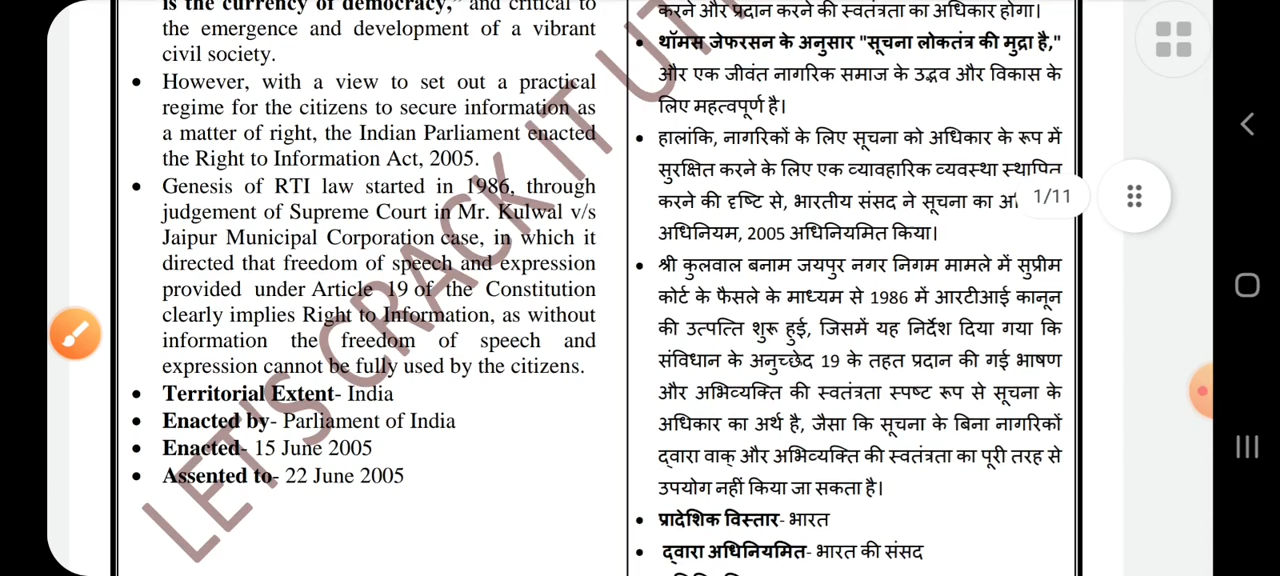 is the currency of democracy," and critical to
the emergence and development of a vibrant
civil society.
• However, with a view to set out a practical
regime for the citizens to secure information as
a matter of right, the Indian Parliament enacted
the Right to Information Act, 2005.
• Genesis of RTI law started in 1986, through
judgement of Supreme Court in Mr. Kulwal v/s
Jaipur Municipal Corporation case, in which it
directed that freedom of speech and expression
provided under Article 19 of the Constitution
clearly implies Right to Information, as without
information the freedom of speech and
expression cannot be fully used by the citizens.
• Territorial Extent- India
• Enacted by- Parliament of India
• Enacted- 15 June 2005
• Assented to- 22 June 2005
करने और प्रदान करने की स्वतंत्रता का अधिकार होगा।
• थॉमस जेफरसन के अनुसार "सूचना लोकतंत्र की मुद्रा है,"
और एक जीवंत नागरिक समाज के उद्भव और विकास के
लिए महत्वपूर्ण है।
• हालांकि, नागरिकों के लिए सूचना को अधिकार के रूप में
सुरक्षित करने के लिए एक व्यावहारिक व्यवस्था स्थापित
करने की दृष्टि से, भारतीय संसद ने सूचना का
अधिनियम, 2005 अधिनियमित किया।
• श्री कुलवाल बनाम जयपुर नगर निगम मामले में सुप्रीम
कोर्ट के फैसले के माध्यम से 1986 में आरटीआई कानून
की उत्पत्ति शुरू हुई, जिसमें यह निर्देश दिया गया कि
संविधान के अनुच्छेद 19 के तहत प्रदान की गई भाषण
और अभिव्यक्ति की स्वतंत्रता स्पष्ट रूप से सूचना के
अधिकार का अर्थ है, जैसा कि सूचना के बिना नागरिकों
द्वारा वाक् और अभिव्यक्ति की स्वतंत्रता का पूरी तरह से
उपयोग नहीं किया जा सकता है।
• प्रादेशिक विस्तार- भारत
• द्वारा अधिनियमित- भारत की संसद
1/11
LET'S CRACK IT